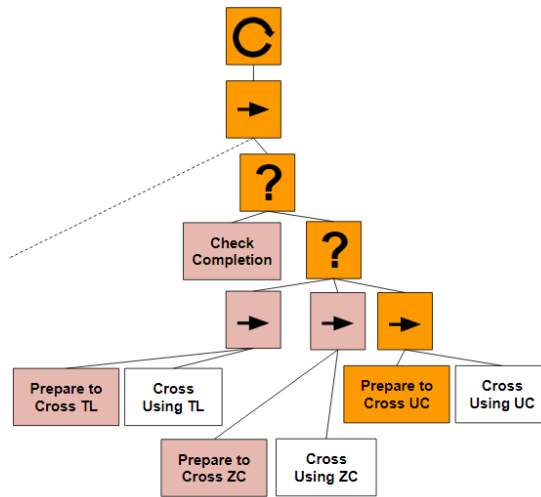 ?
Check
Completion
?
Prepare to
Cross TL
Cross
Using TL
Prepare to
Cross UC
Cross
Using UC
Prepare to
Cross ZC
Cross
Using ZC